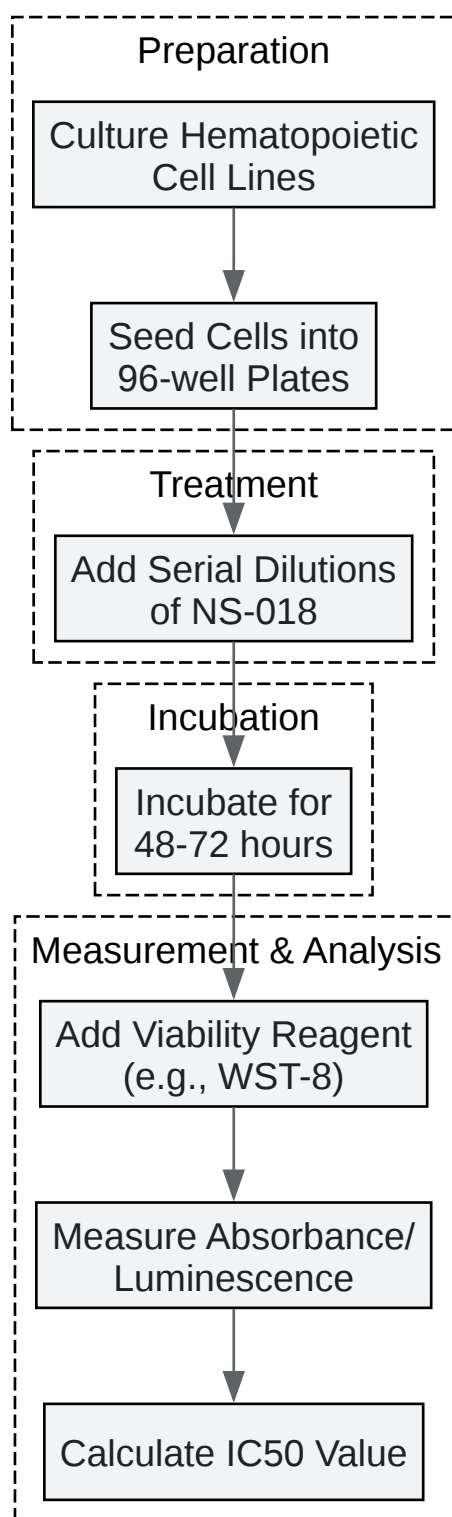 Preparation
Culture Hematopoietic
Cell Lines
Seed Cells into
96-well Plates
Treatment
Add Serial Dilutions
of NS-018
Incubation
Incubate for
48-72 hours
Measurement & Analysis
Add Viability Reagent
(e.g., WST-8)
Measure Absorbance/
Luminescence
Calculate IC50 Value